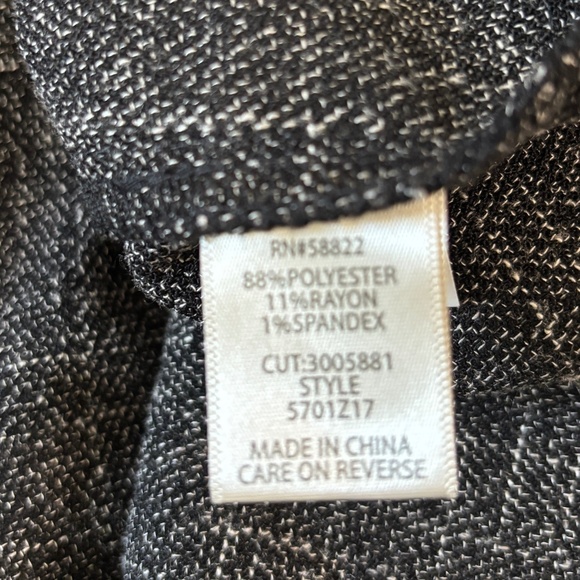 RN#58822
88%POLYESTER
11%RAYON
1%SPANDEX
CUT:3005881
STYLE
5701Z17
MADE IN CHINA
CARE ON REVERSE